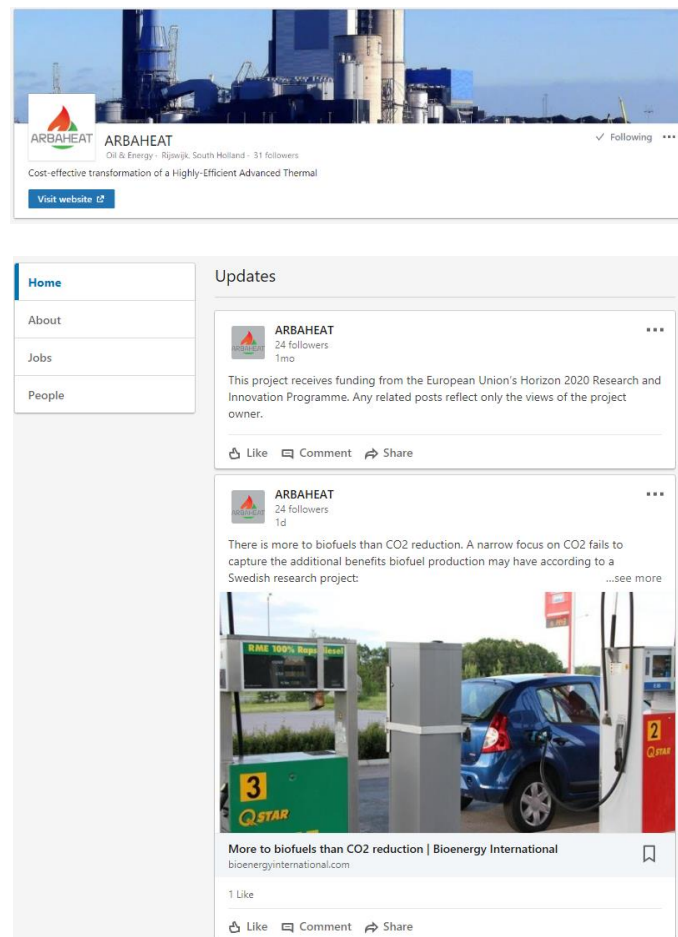 ARBAHEAT
ARBAHEAT
Oil & Energy · Rijswijk, South Holland · 31 followers
✓ Following
Cost-effective transformation of a Highly-Efficient Advanced Thermal
Visit website
Home
About
Jobs
People
Updates
ARBAHEAT
ARBAHEAT
24 followers
1mo
This project receives funding from the European Union's Horizon 2020 Research and
Innovation Programme. Any related posts reflect only the views of the project
owner.
Like Comment Share
ARBAHEAT
ARBAHEAT
24 followers
1d
There is more to biofuels than CO2 reduction. A narrow focus on CO2 fails to
capture the additional benefits biofuel production may have according to a
Swedish research project:
...see more
RME 100%
3
QSTAR
2
QSTAR
More to biofuels than CO2 reduction | Bioenergy International
bioenergyinternational.com
1 Like
Like Comment Share